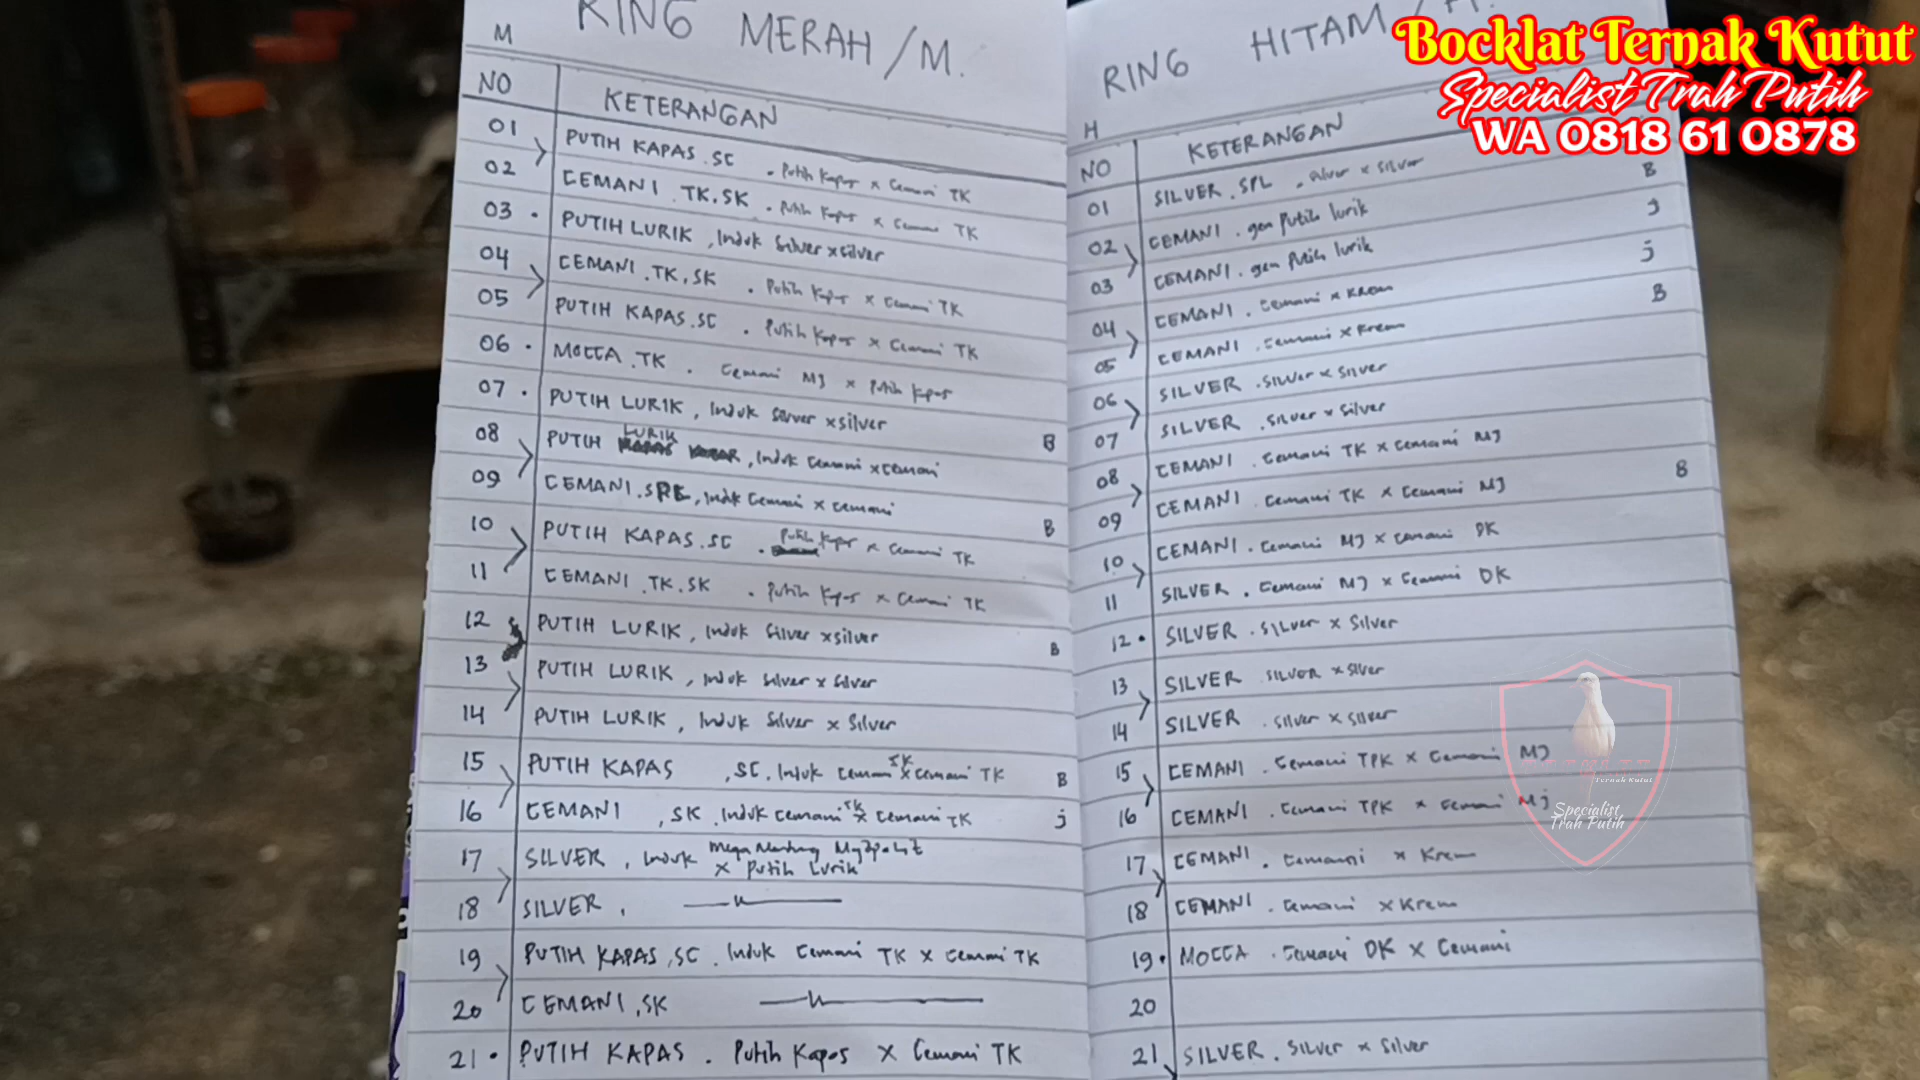 RING MERAH/M.
M
NO KETERANGAN
01 PUTIH KAPAS.SC . Putih Kapas x Cemani TK
02 CEMANI.TK.SK . Putih Kapas x Cemani TK
03 . PUTIH LURIK, Induk Silver x silver
04 CEMANI.TK,SK . Putih Kapas x Cemani TK
05 PUTIH KAPAS.SC . Putih Kapas x Cemani TK
06 . MOCCA.TK . Cemani MJ x Putih Kapas
07 . PUTIH LURIK, Induk Silver x silver
08 PUTIH LURIK, Induk Cemani x Cemani B
09 CEMANI. Induk Cemani x Cemani
10 PUTIH KAPAS.SC . Putih Kapas x Cemani TK B
11 CEMANI.TK.SK . Putih Kapas x Cemani TK
12 PUTIH LURIK, Induk Silver x silver B
13 PUTIH LURIK, Induk Silver x Silver
14 PUTIH LURIK, Induk Silver x Silver
15 PUTIH KAPAS ,SC. Induk Cemani TK x Cemani TK B
16 CEMANI ,SK .Induk Cemani TK x Cemani TK j
17 SILVER, Induk Mega
x Putih Lurik
18 SILVER,
19 PUTIH KAPAS,SC. Induk Cemani TK x Cemani TK
20 CEMANI,SK
21 . PUTIH KAPAS. Putih Kapas x Cemani TK
RING HITAM/H.
H
NO KETERANGAN
01 SILVER.SPL . Silver x Silver
02 CEMANI. gen Putih lurik B
03 CEMANI. gen Putih lurik J
04 CEMANI. Cemani x Krem j
05 CEMANI. Cemani x Krem B
06 SILVER. Silver x Silver
07 SILVER. Silver x Silver
08 CEMANI. Cemani TK x Cemani MJ
09 CEMANI. Cemani TK x Cemani MJ B
10 CEMANI. Cemani MJ x Cemani DK
11 SILVER. Cemani MJ x Cemani DK
12 . SILVER. Silver x Silver
13 SILVER. SILVER x Silver
14 SILVER. Silver x Silver
15 CEMANI. Cemani TPK x Cemani MJ
16 CEMANI. Cemani TPK x Cemani MJ
17 CEMANI. Cemani x Krem
18 CEMANI. Cemani x Krem
19 . MOCCA. Cemani DK x Cemani
20
21 SILVER. Silver x Silver
Bocklat Ternak Kutut
Specialist Trah Putih
WA 0818 61 0878
BOCKLAT
Ternak Kutut
Specialist
Trah Putih